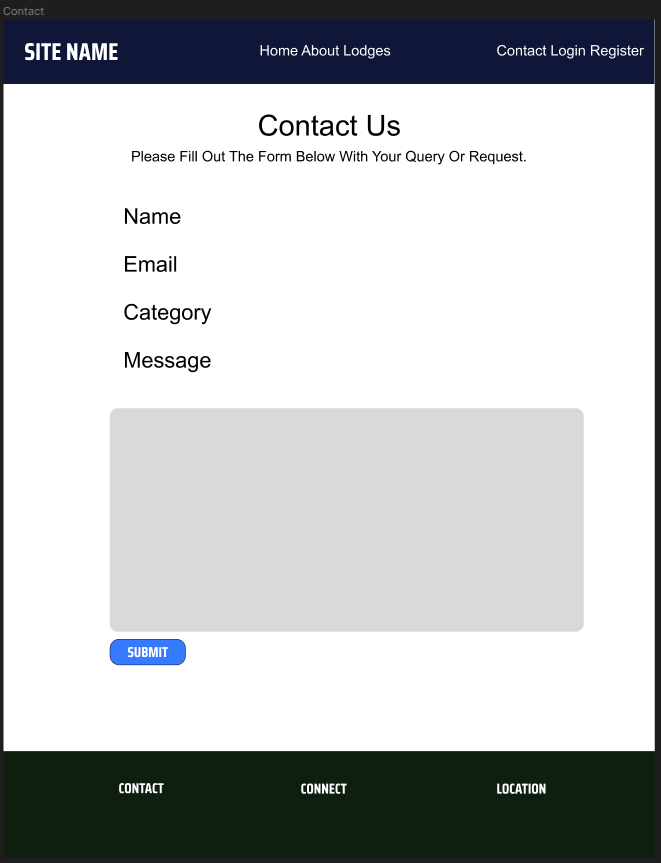 Contact
SITE NAME
Home About Lodges
Contact Login Register
Contact Us
Please Fill Out The Form Below With Your Query Or Request.
Name
Email
Category
Message
SUBMIT
CONTACT
CONNECT
LOCATION